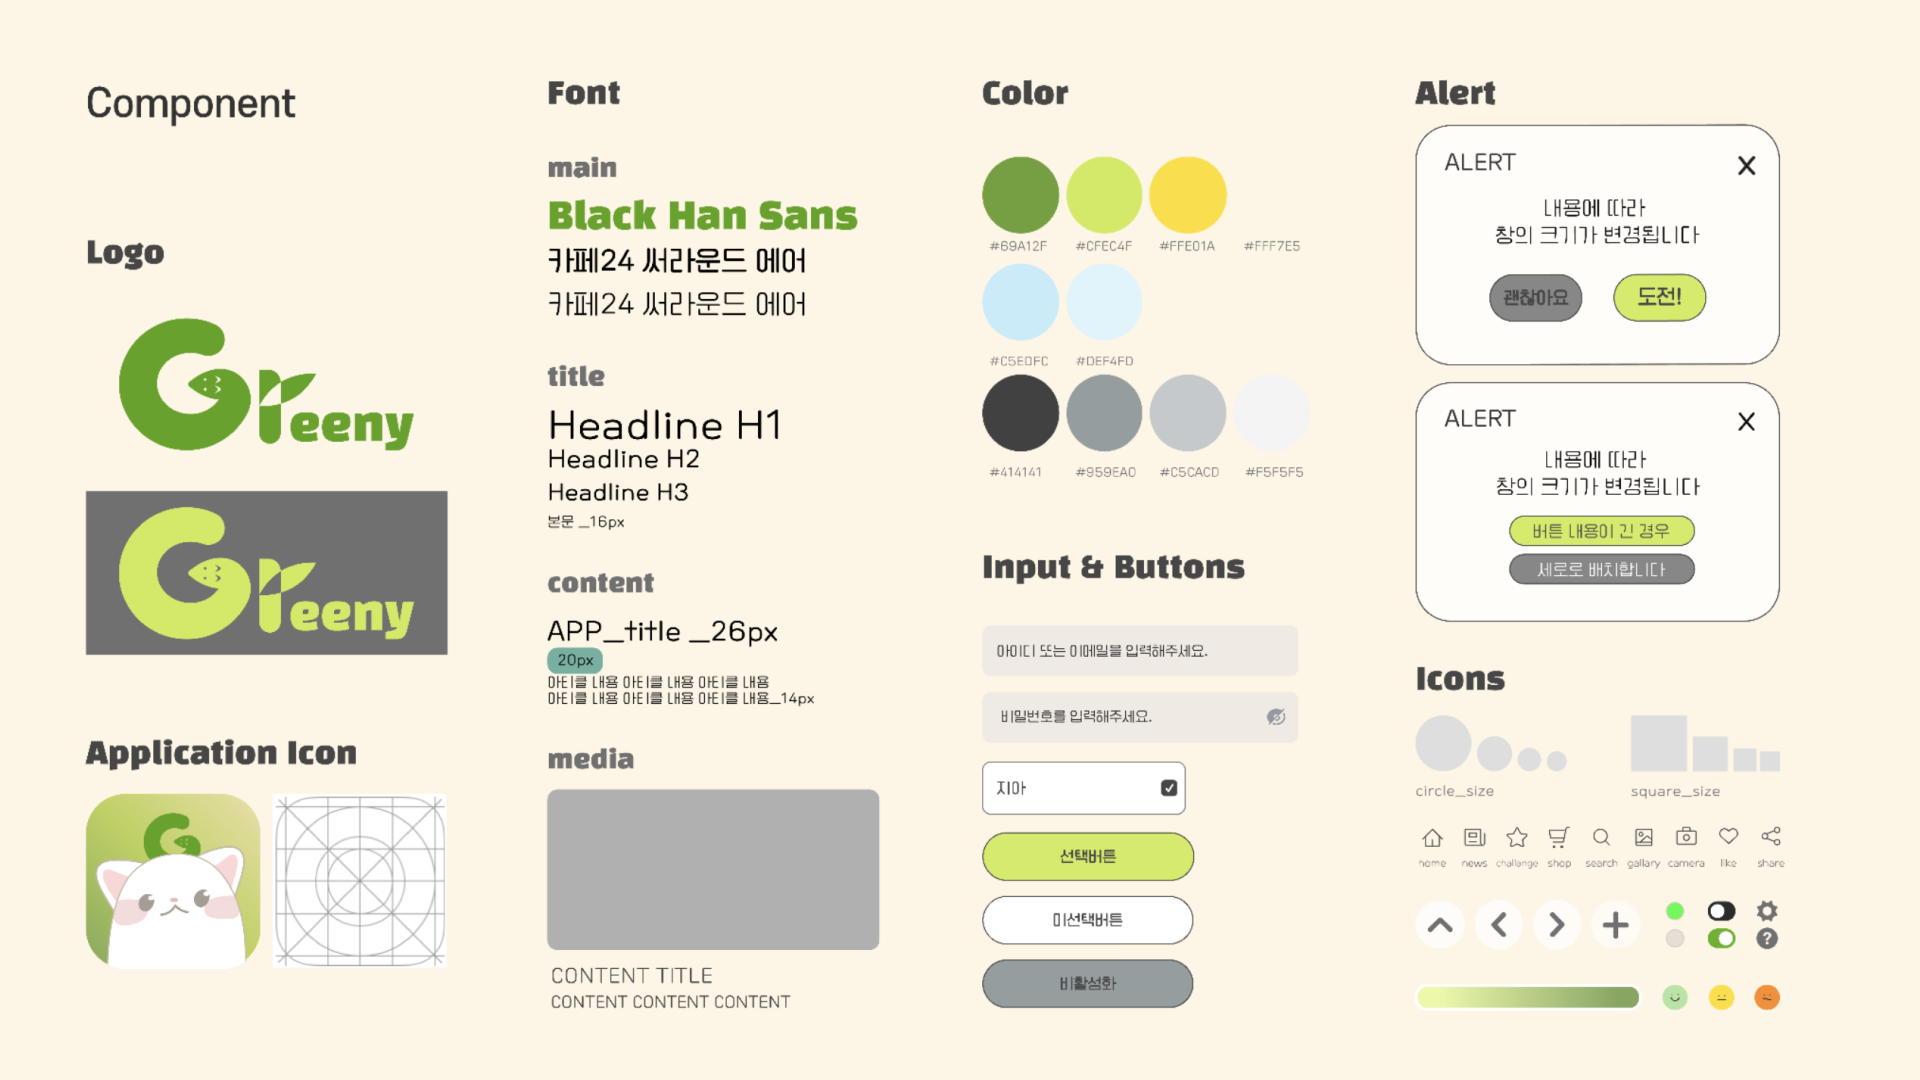 Component
Logo
Greeny
Greeny
Application Icon
Font
main
Black Han Sans
카페24 써라운드 에어
카페24 써라운드 에어
title
Headline H1
Headline H2
Headline H3
본문 _16px
content
APP_title _26px
20px
아티클 내용 아티클 내용 아티클 내용
아티클 내용 아티클 내용 아티클 내용_14px
media
CONTENT TITLE
CONTENT CONTENT CONTENT
Color
#69A12F #CFEC4F #FFE01A #FFF7E5
#C5EDFC #DEF4FD
#414141 #959EA0 #C5CACD #F5F5F5
Input & Buttons
아이디 또는 이메일을 입력해주세요.
비밀번호를 입력해주세요.
지아
선택버튼
미선택버튼
비활성화
Alert
ALERT X
내용에 따라
창의 크기가 변경됩니다
괜찮아요 도전!
ALERT X
내용에 따라
창의 크기가 변경됩니다
버튼 내용이 긴 경우
세로로 배치합니다
Icons
circle_size square_size
home news challange shop search gallary camera like share
?